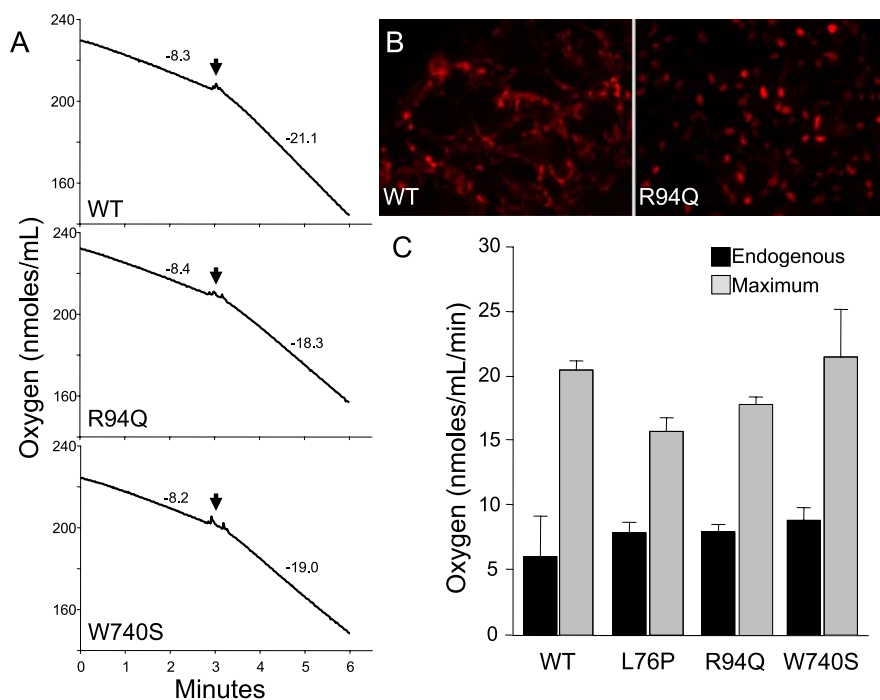 A
Oxygen (nmoles/mL)
240
200
160
-8.3
-21.1
WT
240
200
160
-8.4
-18.3
R94Q
240
200
160
-8.2
-19.0
W740S
0 1 2 3 4 5 6
Minutes
B
WT
R94Q
C
Endogenous
Maximum
Oxygen (nmoles/mL/min)
30
25
20
15
10
5
0
WT L76P R94Q W740S